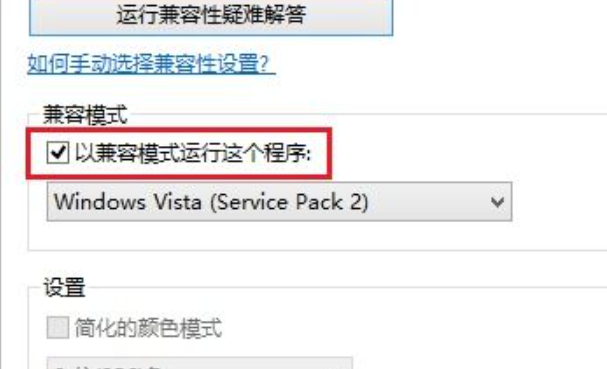 运行兼容性疑难解答
如何手动选择兼容性设置?
兼容模式
以兼容模式运行这个程序:
Windows Vista (Service Pack 2)
设置
简化的颜色模式